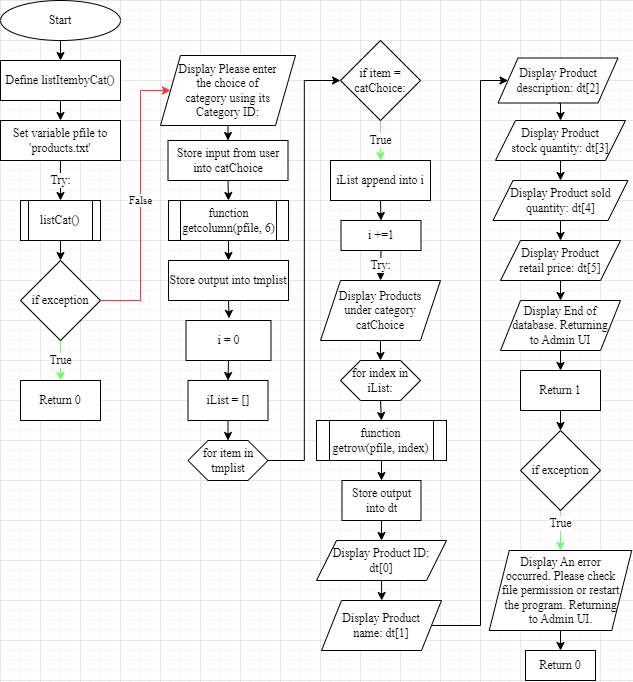 Start
Define listItembyCat()
Set variable pfile to
'products.txt'
Try:
listCat()
if exception
True
Return 0
False
Display Please enter
the choice of
category using its
Category ID:
Store input from user
into catChoice
function
getcolumn(pfile, 6)
Store output into tmplist
i = 0
iList = []
for item in
tmplist
if item =
catChoice:
True
iList append into i
i +=1
Try:
Display Products
under category
catChoice
for index in
iList:
function
getrow(pfile, index)
Store output
into dt
Display Product ID:
dt[0]
Display Product
name: dt[1]
Display Product
description: dt[2]
Display Product
stock quantity: dt[3]
Display Product sold
quantity: dt[4]
Display Product
retail price: dt[5]
Display End of
database. Returning
to Admin UI
Return 1
if exception
True
Display An error
occurred. Please check
file permission or restart
the program. Returning
to Admin UI.
Return 0